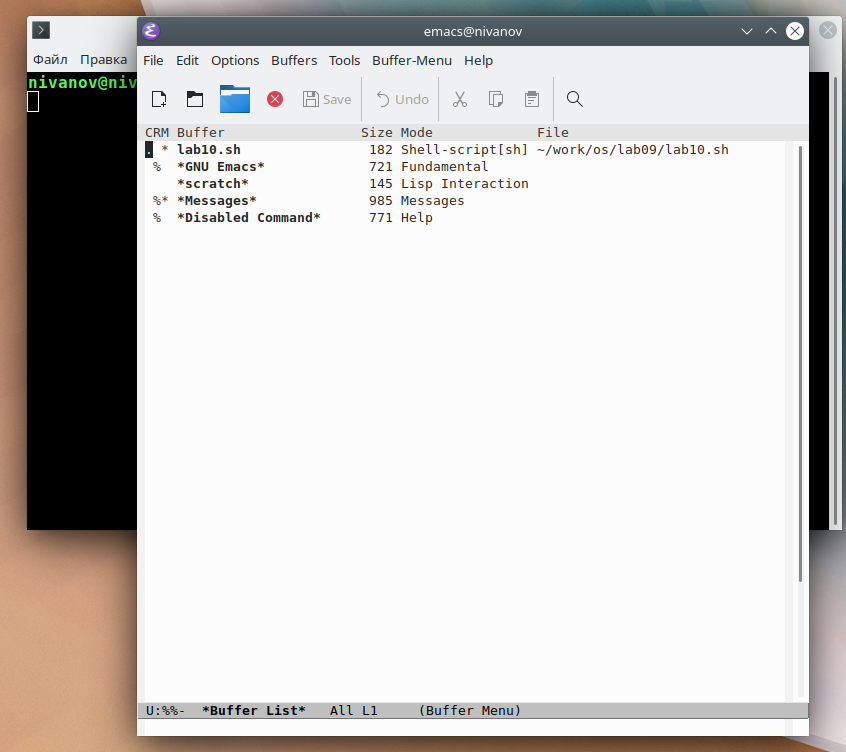 emacs@nivanov
Файл Правка
File Edit Options Buffers Tools Buffer-Menu Help
nivanov@niv
Save Undo
CRM Buffer Size Mode File
. * lab10.sh 182 Shell-script[sh] ~/work/os/lab09/lab10.sh
% *GNU Emacs* 721 Fundamental
*scratch* 145 Lisp Interaction
%* *Messages* 985 Messages
% *Disabled Command* 771 Help
U:%%- *Buffer List* All L1 (Buffer Menu)